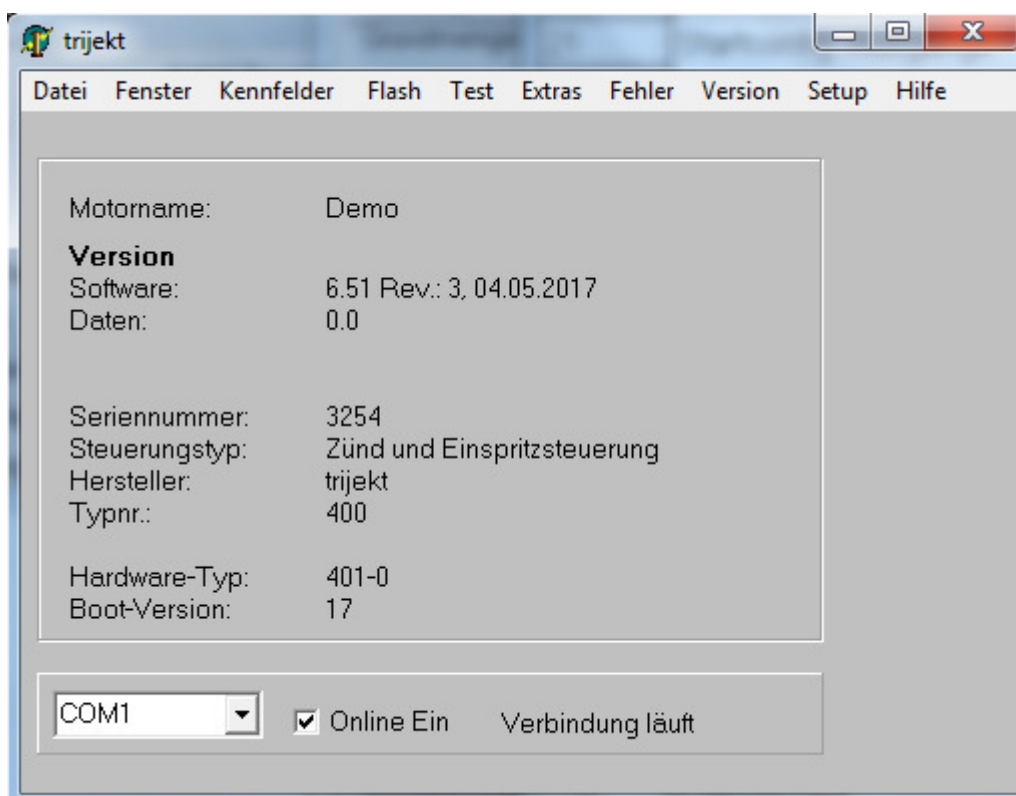 trijekt
Datei Fenster Kennfelder Flash Test Extras Fehler Version Setup Hilfe
Motorname: Demo
Version
Software: 6.51 Rev.: 3, 04.05.2017
Daten: 0.0
Seriennummer: 3254
Steuerungstyp: Zünd und Einspritzsteuerung
Hersteller: trijekt
Typnr.: 400
Hardware-Typ: 401-0
Boot-Version: 17
COM1 Online Ein Verbindung läuft